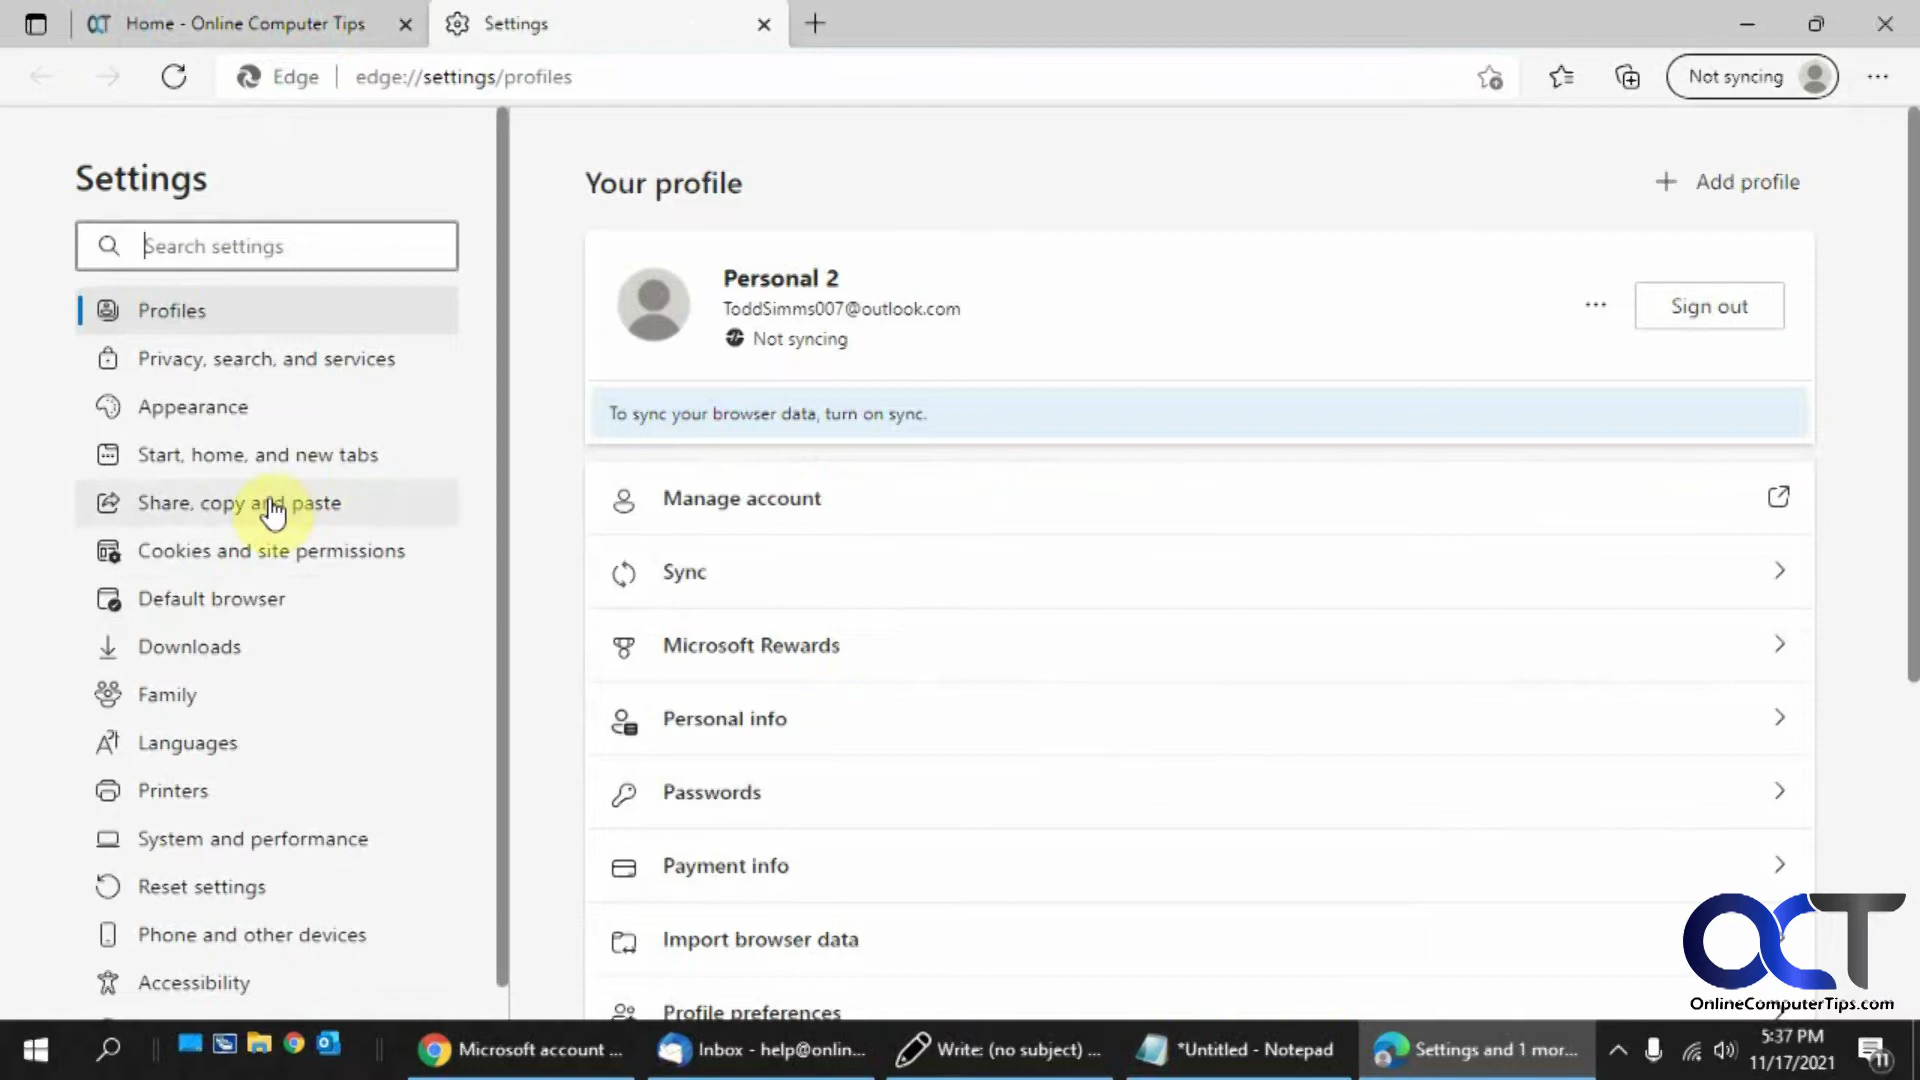 Home - Online Computer Tips
Settings
Edge
edge://settings/profiles
Not syncing
Settings
Search settings
Profiles
Privacy, search, and services
Appearance
Start, home, and new tabs
Share, copy and paste
Cookies and site permissions
Default browser
Downloads
Family
Languages
Printers
System and performance
Reset settings
Phone and other devices
Accessibility
Your profile
Add profile
Personal 2
ToddSimms007@outlook.com
Not syncing
Sign out
To sync your browser data, turn on sync.
Manage account
Sync
Microsoft Rewards
Personal info
Passwords
Payment info
Import browser data
Profile preferences
OCT
OnlineComputerTips.com
Microsoft account ...
Inbox - help@onlin...
Write: (no subject) ...
*Untitled - Notepad
Settings and 1 mor...
5:37 PM
11/17/2021
11